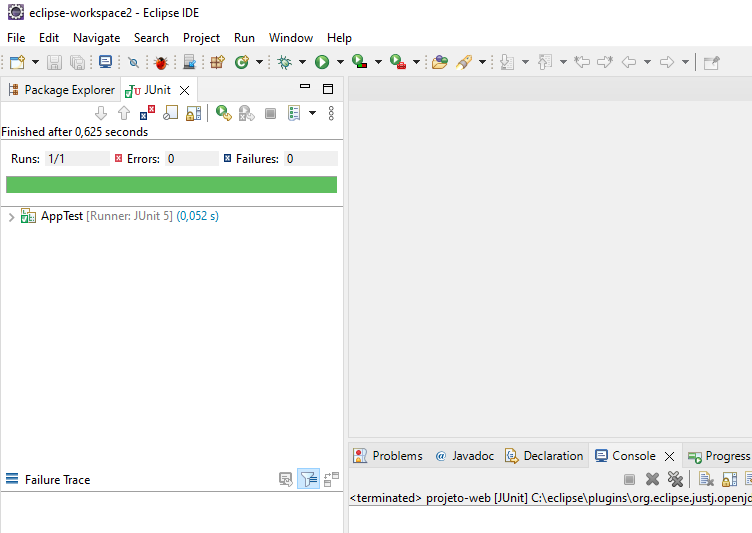 eclipse-workspace2 - Eclipse IDE
File Edit Navigate Search Project Run Window Help
Package Explorer JUnit
Finished after 0,625 seconds
Runs: 1/1 Errors: 0 Failures: 0
AppTest [Runner: JUnit 5] (0,052 s)
Failure Trace
Problems Javadoc Declaration Console Progress
<terminated> projeto-web [JUnit] C:\eclipse\plugins\org.eclipse.justj.openjd